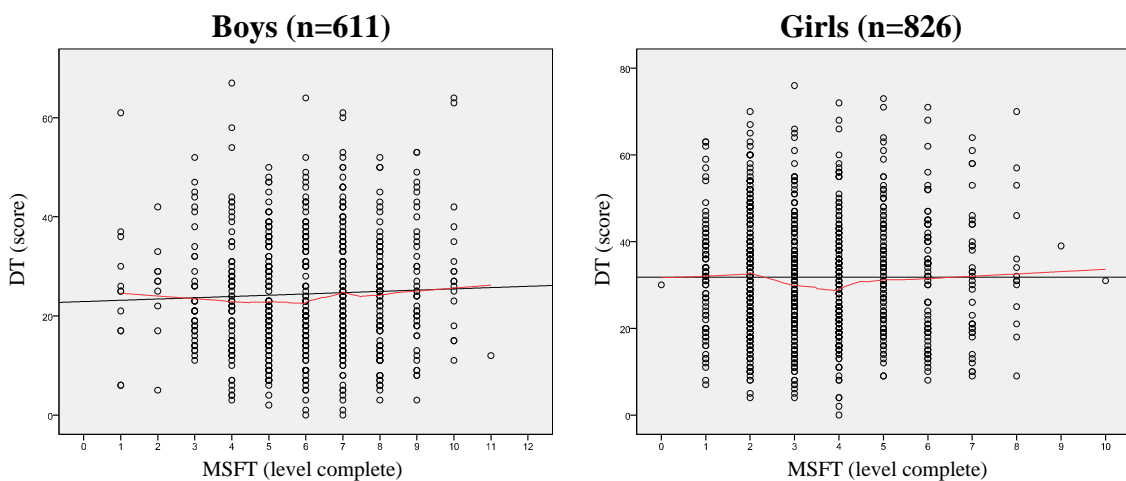 Boys (n=611)
60
40
20
0
DT (score)
0 1 2 3 4 5 6 7 8 9 10 11 12
MSFT (level complete)
Girls (n=826)
80
60
40
20
0
DT (score)
0 1 2 3 4 5 6 7 8 9 10
MSFT (level complete)